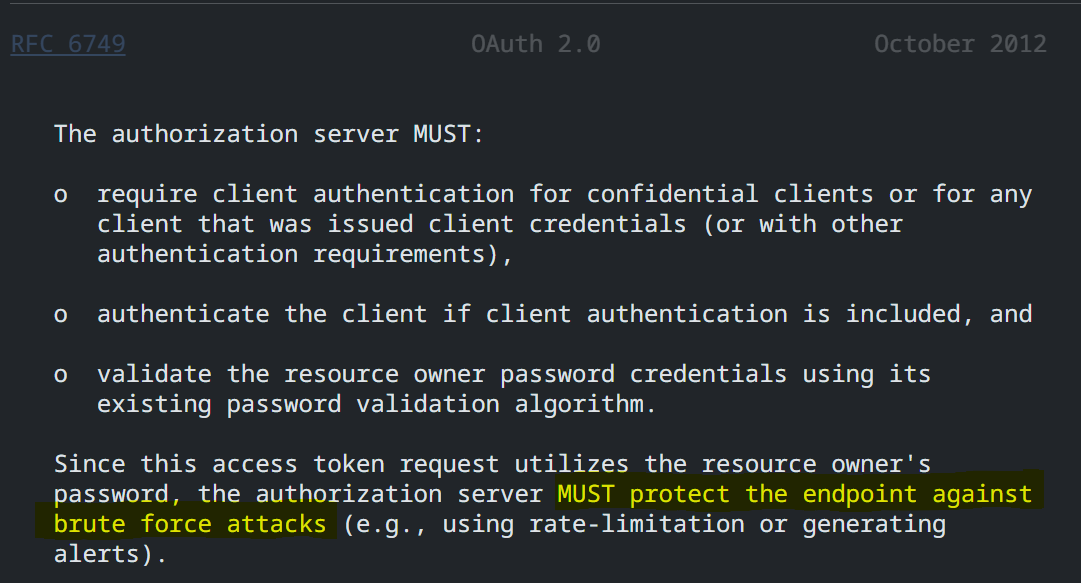 RFC 6749 OAuth 2.0 October 2012
The authorization server MUST:
o require client authentication for confidential clients or for any
client that was issued client credentials (or with other
authentication requirements),
o authenticate the client if client authentication is included, and
o validate the resource owner password credentials using its
existing password validation algorithm.
Since this access token request utilizes the resource owner's
password, the authorization server MUST protect the endpoint against
brute force attacks (e.g., using rate-limitation or generating
alerts).